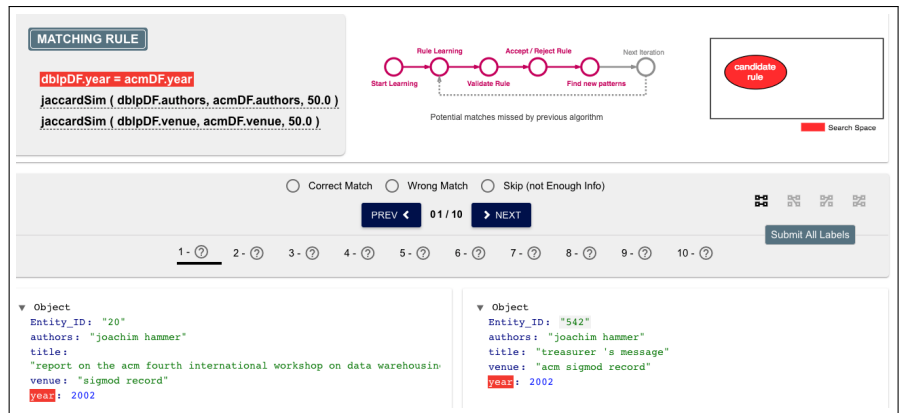 MATCHING RULE
dblpDF.year = acmDF.year
jaccardSim ( dblpDF.authors, acmDF.authors, 50.0 )
jaccardSim ( dblpDF.venue, acmDF.venue, 50.0 )
Rule Learning
Accept / Reject Rule
Next Iteration
Start Learning
Validate Rule
Find new patterns
Potential matches missed by previous algorithm
candidate
rule
Search Space
Correct Match Wrong Match Skip (not Enough Info)
PREV 01 / 10 NEXT
Submit All Labels
1 - ? 2 - ? 3 - ? 4 - ? 5 - ? 6 - ? 7 - ? 8 - ? 9 - ? 10 - ?
▼ Object
Entity_ID: "20"
authors: "joachim hammer"
title:
"report on the acm fourth international workshop on data warehousing
venue: "sigmod record"
year: 2002
▼ Object
Entity_ID: "542"
authors: "joachim hammer"
title: "treasurer 's message"
venue: "acm sigmod record"
year: 2002